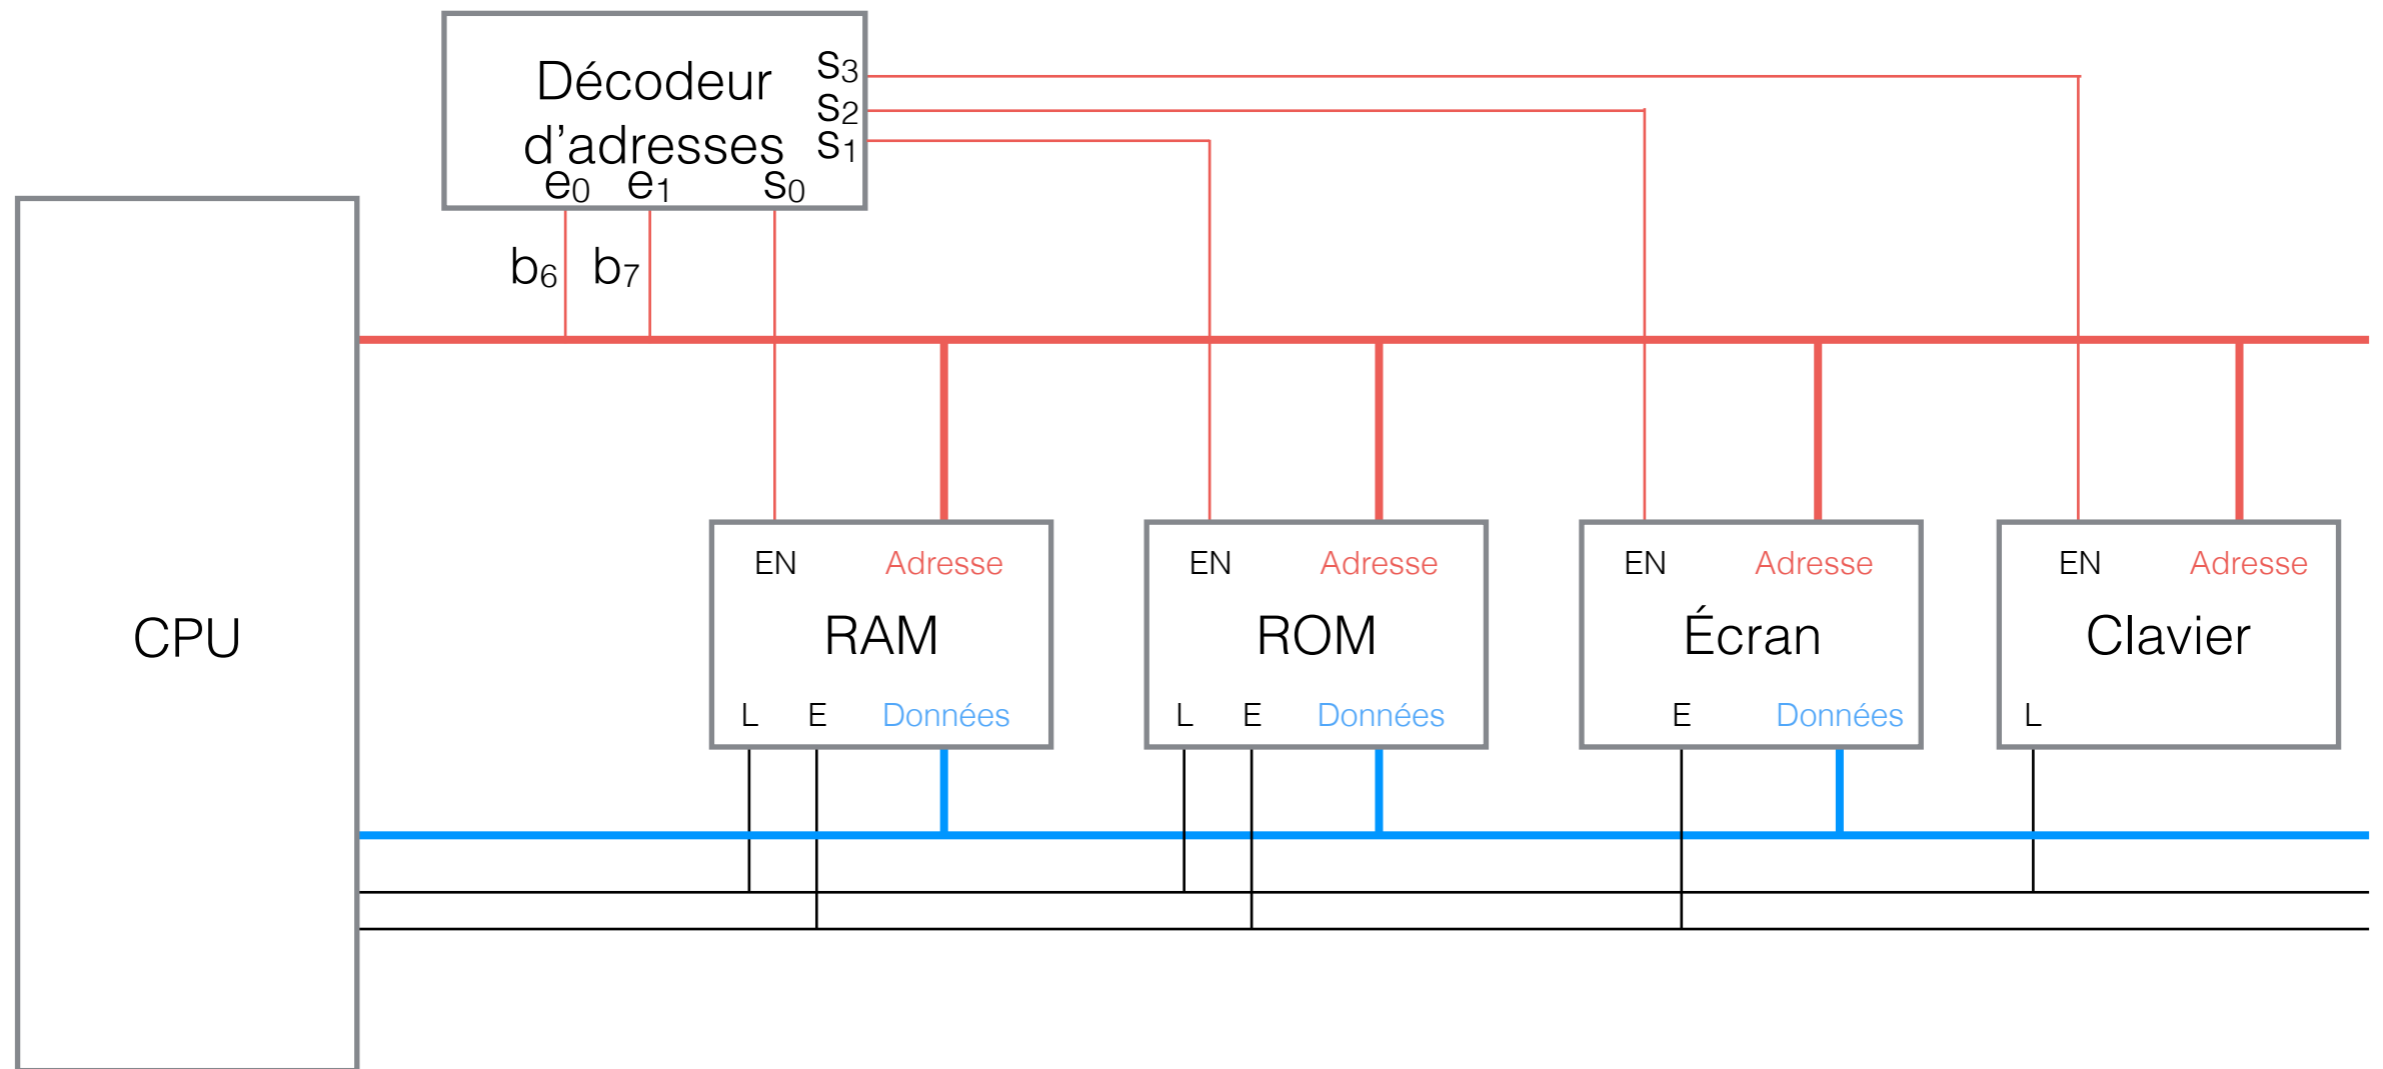 Décodeur
d'adresses
s3
s2
s1
e0 e1 s0
b6 b7
CPU
EN Adresse
RAM
L E Données
EN Adresse
ROM
L E Données
EN Adresse
Écran
E Données
EN Adresse
Clavier
L